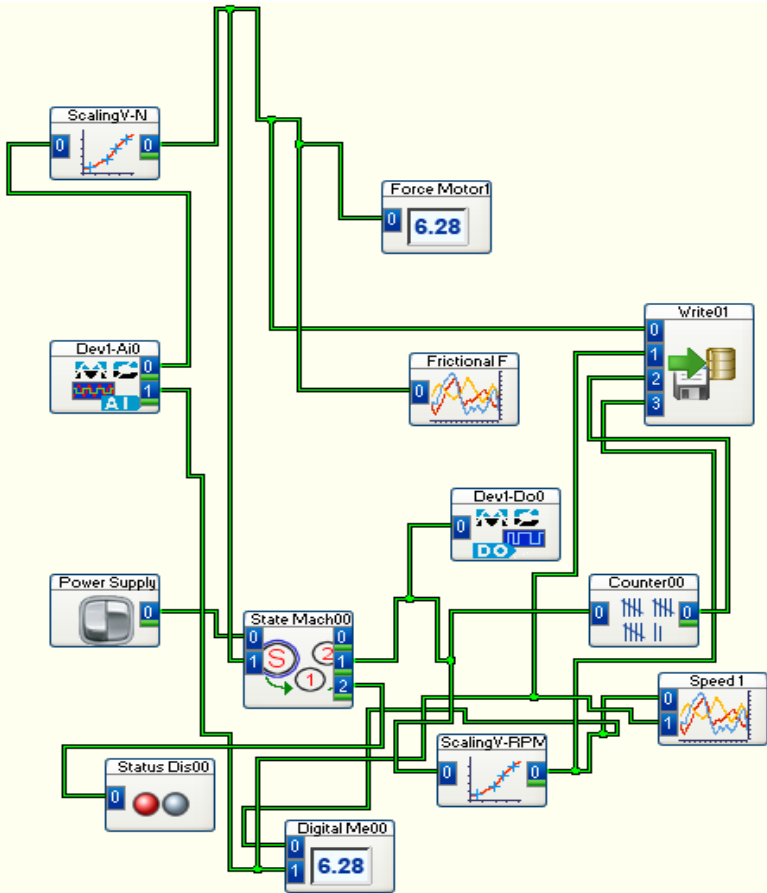 ScalingV-N
0
0
Force Motor1
0
6.28
Write01
0
1
2
3
Dev1-Ai0
0
1
AI
Frictional F
0
Dev1-Do0
0
DO
Power Supply
0
Counter00
0
0
State Mach00
0
0
1
S
2
1
1
2
Speed 1
0
1
ScalingV-RPM
0
0
Status Dis00
0
Digital Me00
0
1
6.28